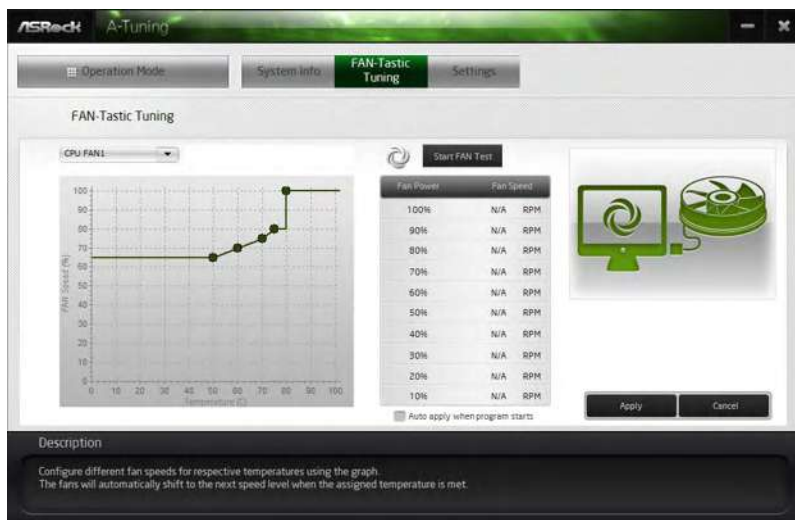 ASRock A-Tuning
Operation Mode
System Info
FAN-Tastic
Tuning
Settings
FAN-Tastic Tuning
CPU FAN1
100
90
80
70
60
50
40
30
20
10
0
FAN Speed (%)
0 10 20 30 40 50 60 70 80 90 100
Temperature (C)
Start FAN Test
Fan Power Fan Speed
100% N/A RPM
90% N/A RPM
80% N/A RPM
70% N/A RPM
60% N/A RPM
50% N/A RPM
40% N/A RPM
30% N/A RPM
20% N/A RPM
10% N/A RPM
Auto apply when program starts
Apply
Cancel
Description
Configure different fan speeds for respective temperatures using the graph.
The fans will automatically shift to the next speed level when the assigned temperature is met.